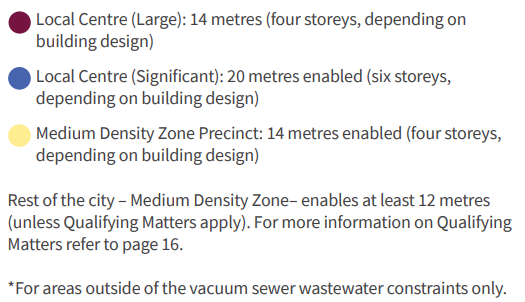 Local Centre (Large): 14 metres (four storeys, depending on
building design)
Local Centre (Significant): 20 metres enabled (six storeys,
depending on building design)
Medium Density Zone Precinct: 14 metres enabled (four storeys,
depending on building design)
Rest of the city – Medium Density Zone– enables at least 12 metres
(unless Qualifying Matters apply). For more information on Qualifying
Matters refer to page 16.
*For areas outside of the vacuum sewer wastewater constraints only.